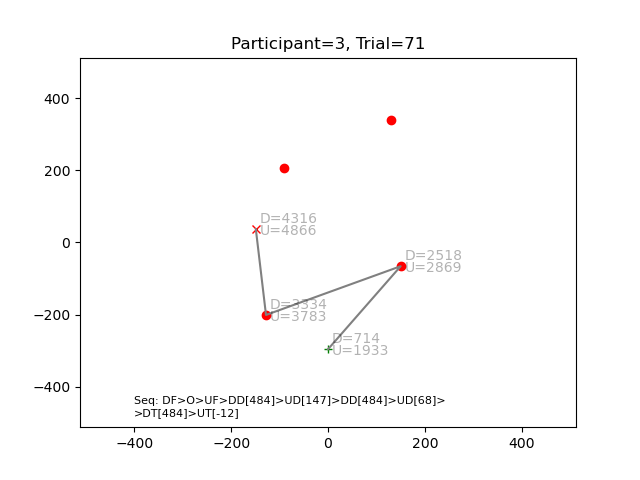 Participant=3, Trial=71
400
200
0
−200
−400
D=4316
U=4866
D=2518
U=2869
D=3334
U=3783
D=714
U=1933
Seq: DF>O>UF>DD[484]>UD[147]>DD[484]>UD[68]>
>DT[484]>UT[-12]
−400 −200 0 200 400